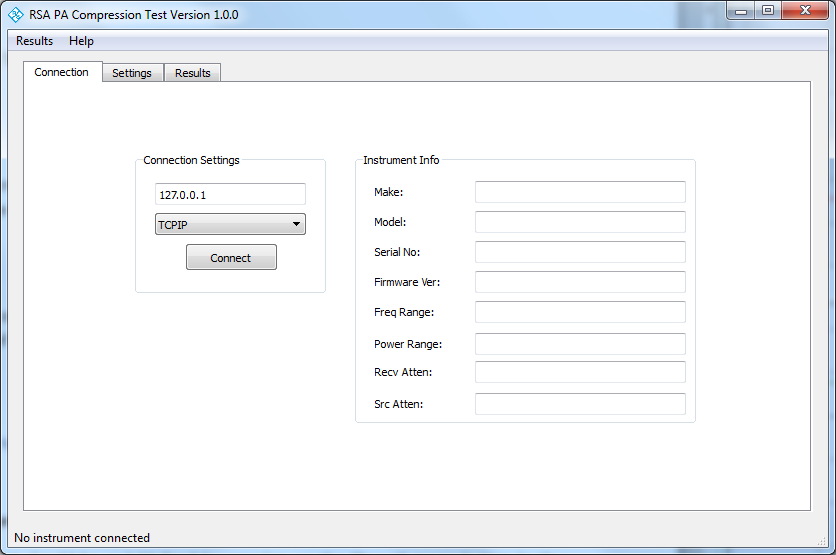 RSA PA Compression Test Version 1.0.0
Results Help
Connection Settings Results
Connection Settings
127.0.0.1
TCPIP
Connect
Instrument Info
Make:
Model:
Serial No:
Firmware Ver:
Freq Range:
Power Range:
Recv Atten:
Src Atten:
No instrument connected